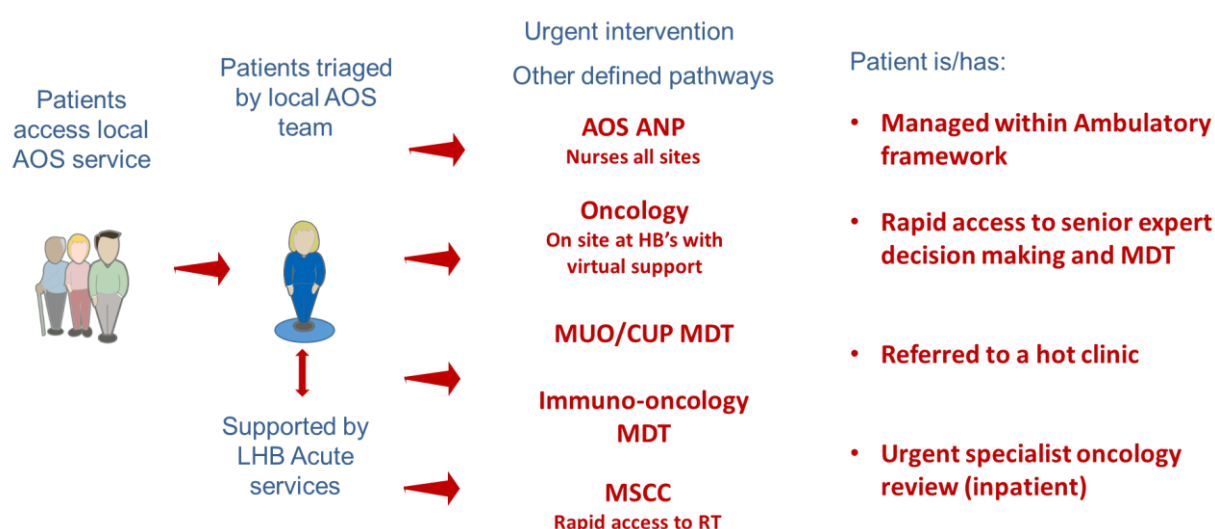 Patients
access local
AOS service
Patients triaged
by local AOS
team
Supported by
LHB Acute
services
Urgent intervention
Other defined pathways
AOS ANP
Nurses all sites
Oncology
On site at HB's with
virtual support
MUO/CUP MDT
Immuno-oncology
MDT
MSCC
Rapid access to RT
Patient is/has:
• Managed within Ambulatory
framework
• Rapid access to senior expert
decision making and MDT
• Referred to a hot clinic
• Urgent specialist oncology
review (inpatient)